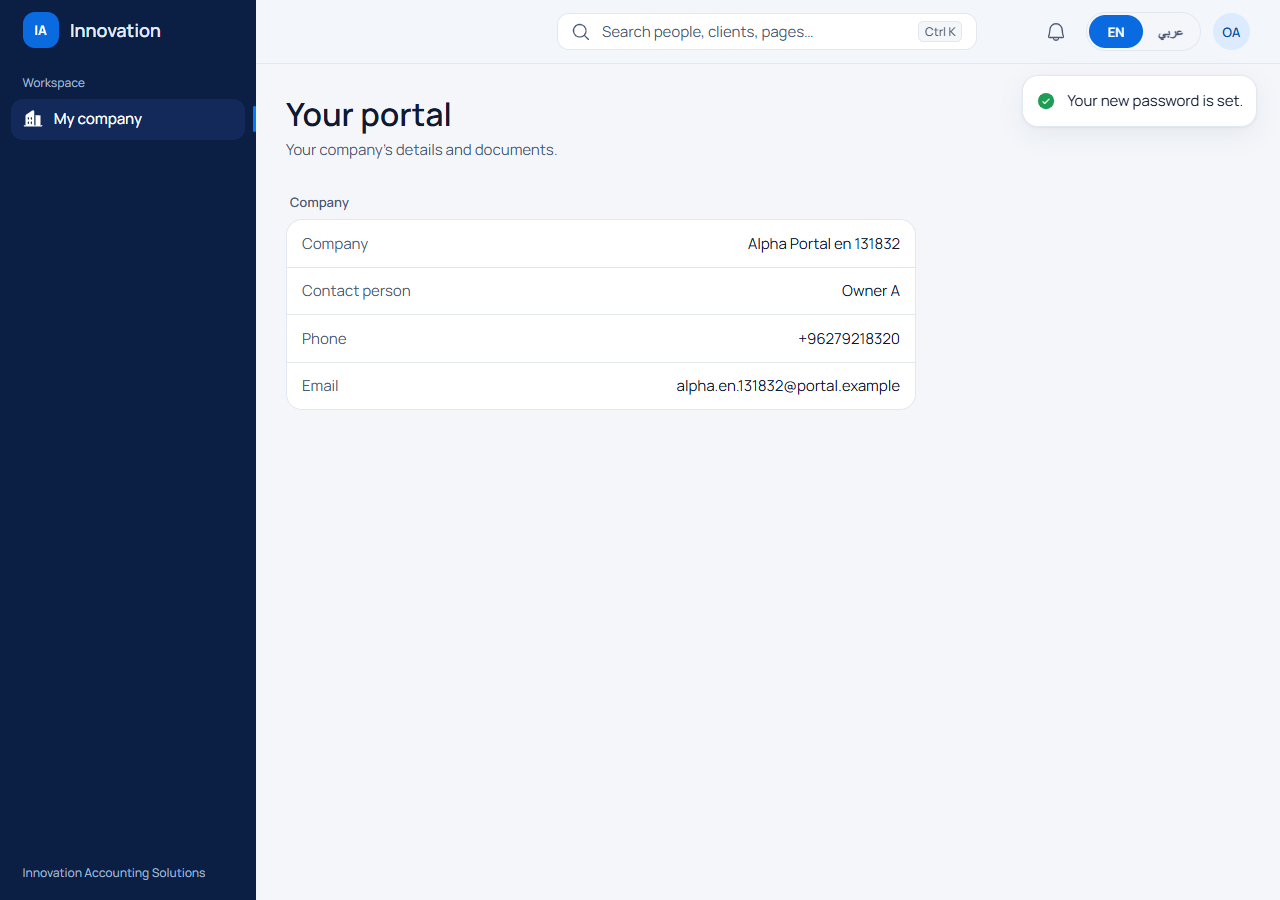 IA Innovation
Search people, clients, pages... Ctrl K
EN عربي OA
Workspace
My company
Your new password is set.
Your portal
Your company's details and documents.
Company
Company Alpha Portal en 131832
Contact person Owner A
Phone +96279218320
Email alpha.en.131832@portal.example
Innovation Accounting Solutions